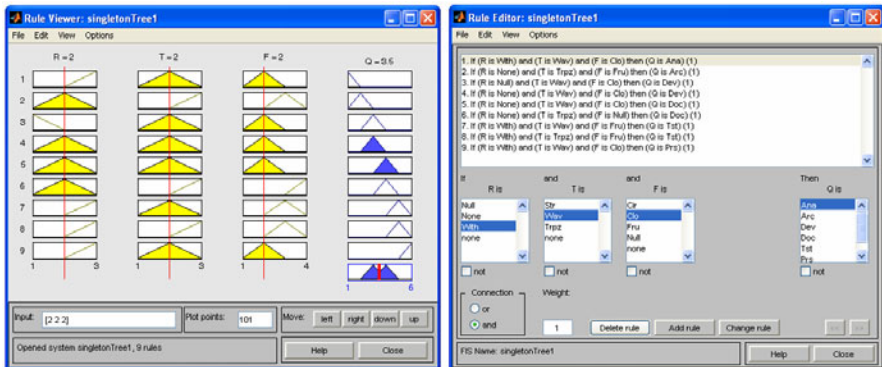 Rule Viewer: singletonTree1
File Edit View Options
R = 2 T = 2 F = 2 Q = 3.5
1
2
3
4
5
6
7
8
9
1 3 1 3 1 4
1 6
Input: [2 2 2] Plot points: 101 Move: left right down up
Opened system singletonTree1, 9 rules Help Close
Rule Editor: singletonTree1
File Edit View Options
1. If (R is With) and (T is Wav) and (F is Clo) then (Q is Ana) (1)
2. If (R is None) and (T is Trpz) and (F is Fru) then (Q is Arc) (1)
3. If (R is Null) and (T is Wav) and (F is Clo) then (Q is Dev) (1)
4. If (R is None) and (T is Wav) and (F is Clo) then (Q is Dev) (1)
5. If (R is None) and (T is Wav) and (F is Clo) then (Q is Doc) (1)
6. If (R is None) and (T is Trpz) and (F is Null) then (Q is Doc) (1)
7. If (R is With) and (T is Wav) and (F is Fru) then (Q is Tst) (1)
8. If (R is With) and (T is Trpz) and (F is Fru) then (Q is Tst) (1)
9. If (R is With) and (T is Wav) and (F is Clo) then (Q is Prs) (1)
If and and Then
R is T is F is Q is
Null Str Cir Ana
None Wav Clo Arc
With Trpz Fru Dev
none none Null Doc
none Tst
Prs
not not not not
Connection Weight:
or
and 1 Delete rule Add rule Change rule << >>
FIS Name: singletonTree1 Help Close